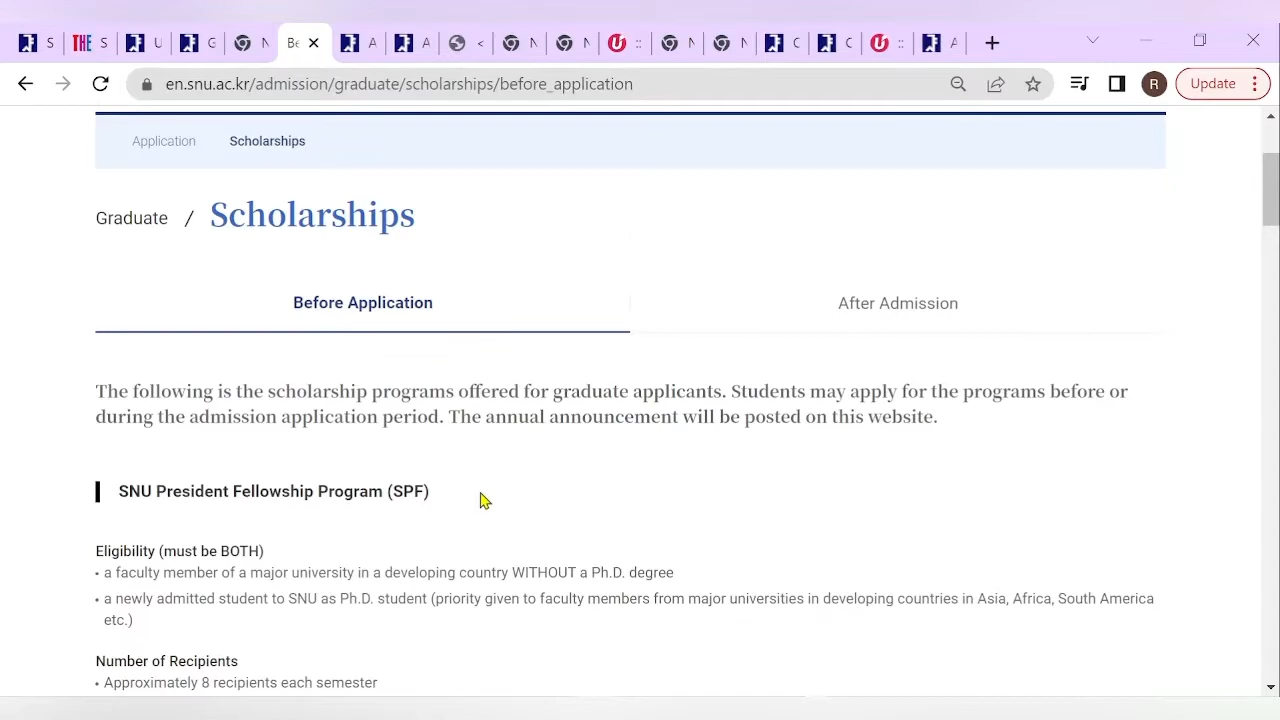 S THE S U G N Be A A < N N :: N N C C :: A
en.snu.ac.kr/admission/graduate/scholarships/before_application R Update
Application Scholarships
Graduate / Scholarships
Before Application After Admission
The following is the scholarship programs offered for graduate applicants. Students may apply for the programs before or
during the admission application period. The annual announcement will be posted on this website.
SNU President Fellowship Program (SPF)
Eligibility (must be BOTH)
• a faculty member of a major university in a developing country WITHOUT a Ph.D. degree
• a newly admitted student to SNU as Ph.D. student (priority given to faculty members from major universities in developing countries in Asia, Africa, South America
etc.)
Number of Recipients
• Approximately 8 recipients each semester